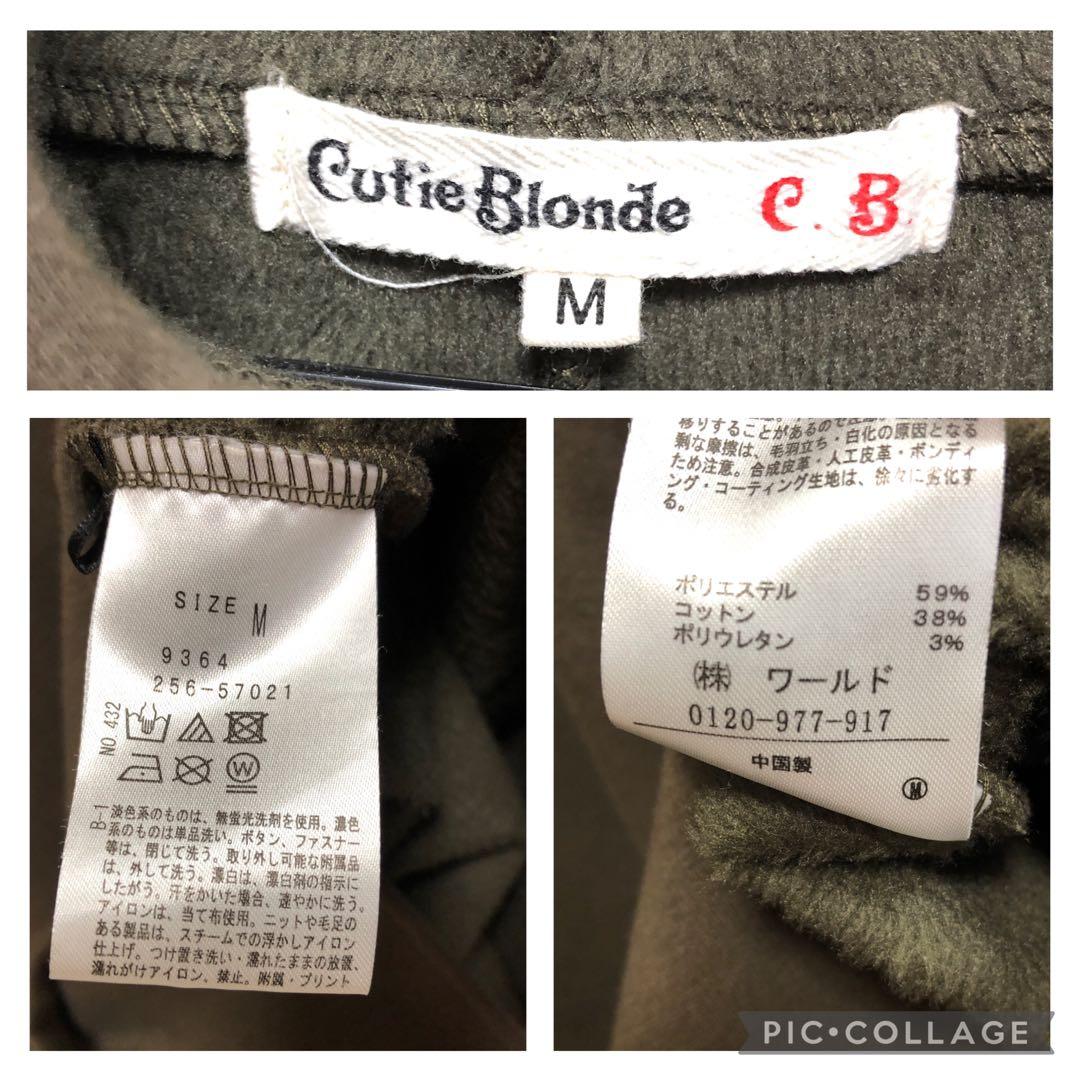 Cutie Blonde C.B
M
SIZE M
9364
256-57021
NO.432
B-1
淡色系のものは、無蛍光洗剤を使用。濃色
系のものは単品洗い。ボタン、ファスナー
等は、閉じて洗う。取り外し可能な附属品
は、外して洗う。漂白は、漂白剤の指示に
したがう。汗をかいた場合、速やかに洗う。
アイロンは、当て布使用。ニットや毛足の
ある製品は、スチームでの浮かしアイロン
仕上げ。つけ置き洗い・濡れたままの放置、
濡れがけアイロン、禁止。附属・プリント
移りすることがあるので
剰な摩擦は、毛羽立ち・白化の原因となる
ため注意。合成皮革・人工皮革・ボンディ
ング・コーティング生地は、徐々に劣化す
る。
ポリエステル 59%
コットン 38%
ポリウレタン 3%
㈱ ワールド
0120-977-917
中国製
Ⓜ
PIC•COLLAGE